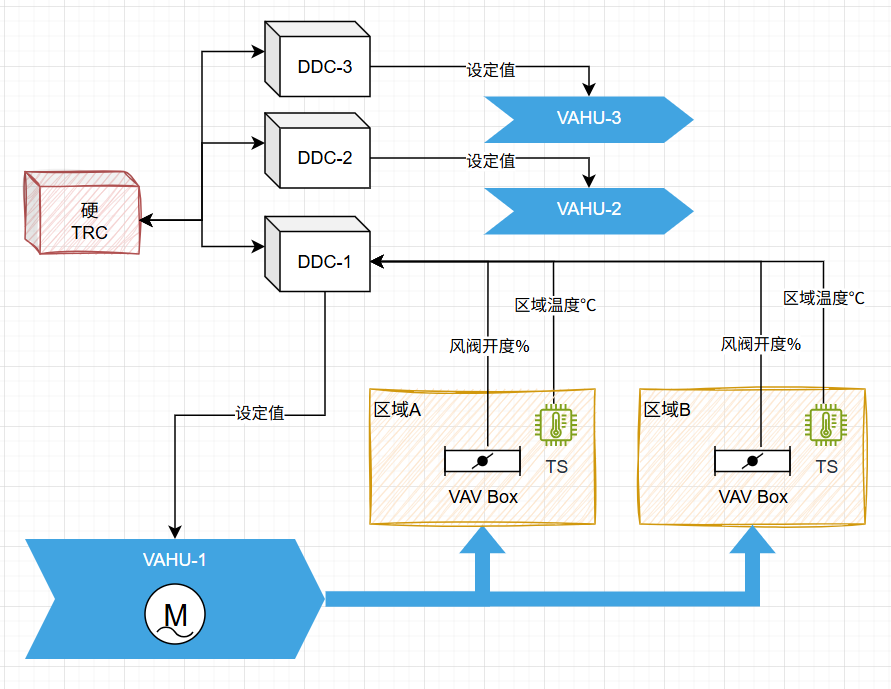 DDC-3
设定值
VAHU-3
DDC-2
设定值
VAHU-2
硬
TRC
DDC-1
区域温度℃
区域温度℃
风阀开度%
风阀开度%
设定值
区域A
TS
VAV Box
区域B
TS
VAV Box
VAHU-1
M